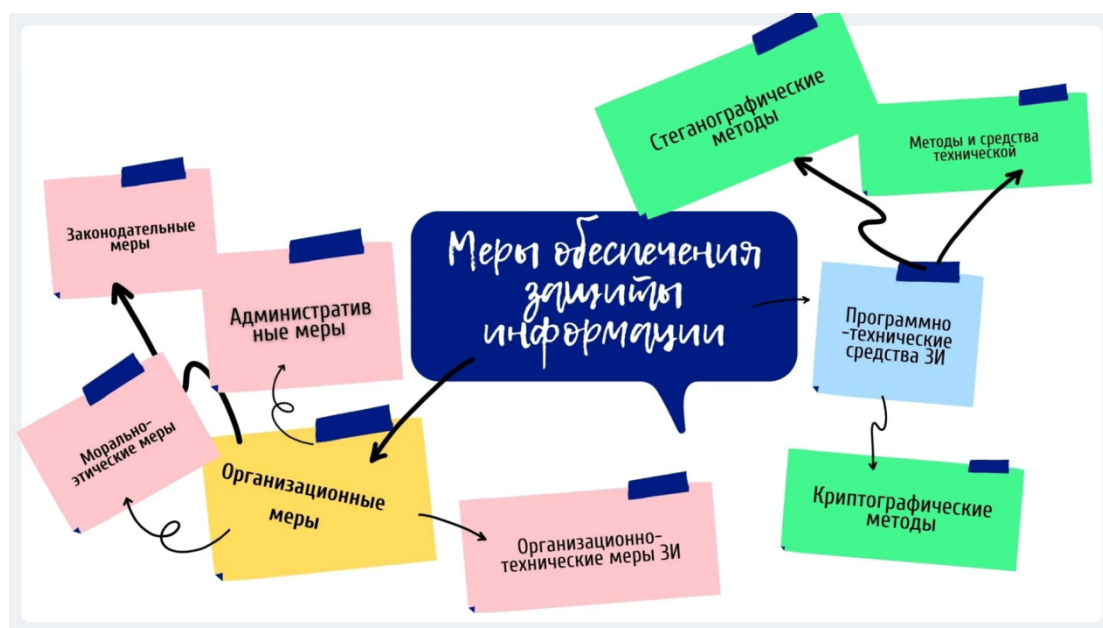 Стеганографические
методы
Методы и средства
технической
Законодательные
меры
Административ
ные меры
Меры обеспечения
защиты
информации
Программно
-технические
средства ЗИ
Морально-
этические меры
Организационные
меры
Организационно-
технические меры ЗИ
Криптографические
методы